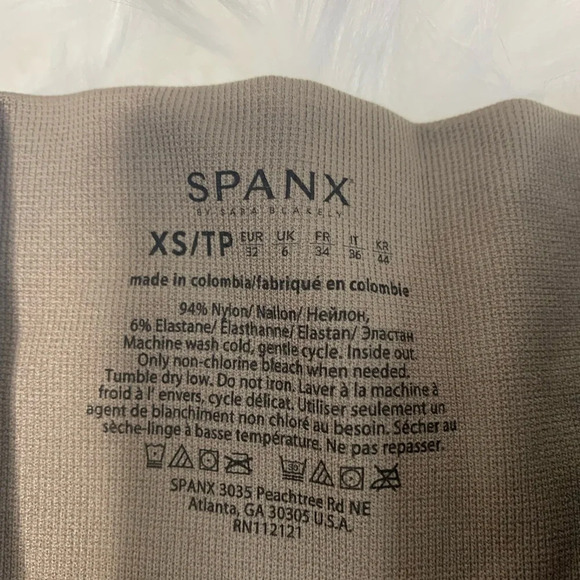 SPANX
BY SARA BLAKELY
XS/TP EUR 32 UK 6 FR 34 IT 36 KR 44
made in colombia/fabriqué en colombie
94% Nylon/ Nailon/ Нейлон,
6% Elastane/ Élasthanne/ Elastan/ Эластан
Machine wash cold, gentle cycle. Inside out.
Only non-chlorine bleach when needed.
Tumble dry low. Do not iron. Laver à la machine à
froid à l' envers, cycle délicat. Utiliser seulement un
agent de blanchiment non chloré au besoin. Sécher au
sèche-linge à basse température. Ne pas repasser.
30
SPANX 3035 Peachtree Rd NE
Atlanta, GA 30305 U.S.A.
RN112121